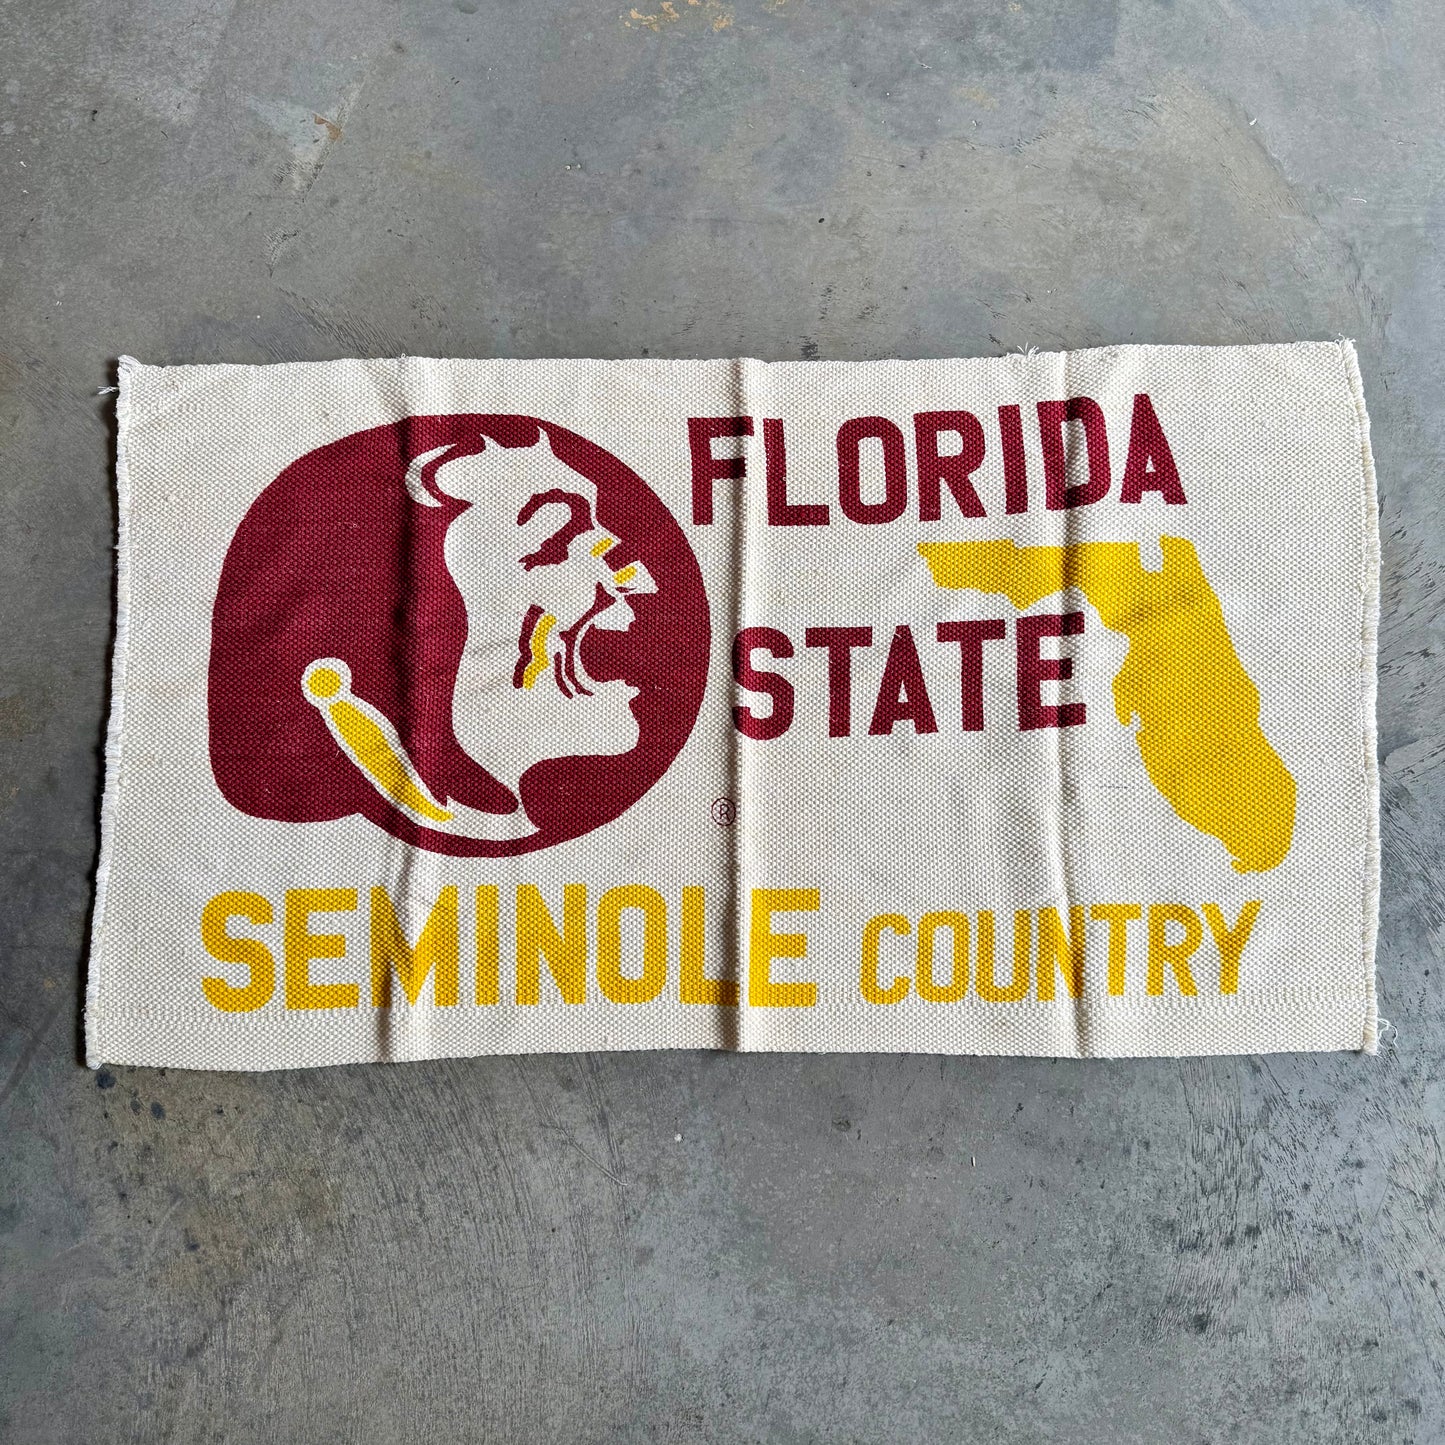 FLORIDA
STATE
®
SEMINOLE COUNTRY